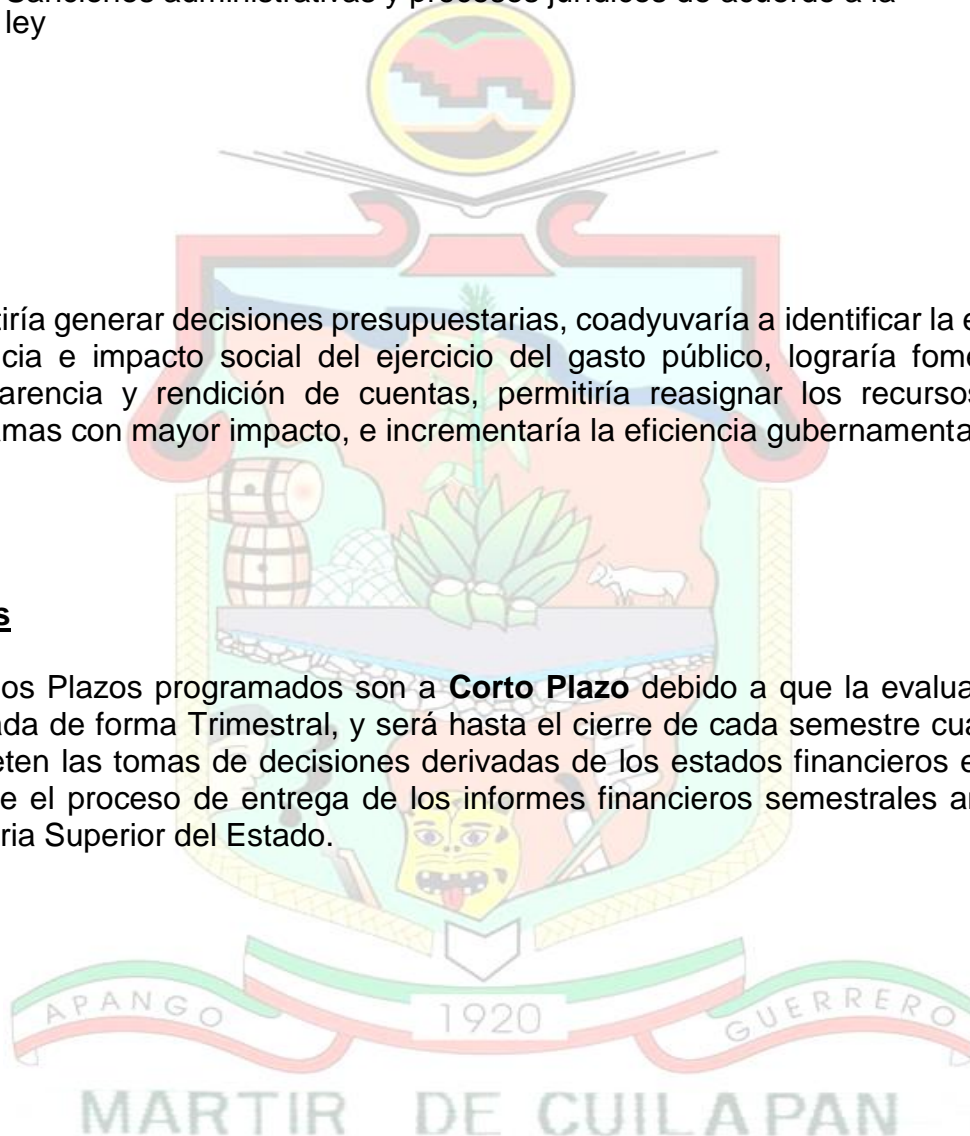 Sanciones administrativas y procesos jurídicos de acuerdo a la
ley
tiría generar decisiones presupuestarias, coadyuvaría a identificar la e
cia e impacto social del ejercicio del gasto público, lograría fome
arencia y rendición de cuentas, permitiría reasignar los recursos
amas con mayor impacto, e incrementaría la eficiencia gubernamenta
s
os Plazos programados son a Corto Plazo debido a que la evalua
ada de forma Trimestral, y será hasta el cierre de cada semestre cua
eten las tomas de decisiones derivadas de los estados financieros e
e el proceso de entrega de los informes financieros semestrales a
ria Superior del Estado.
APANGO 1920 GUERRERO
MARTIR DE CUILAPAN